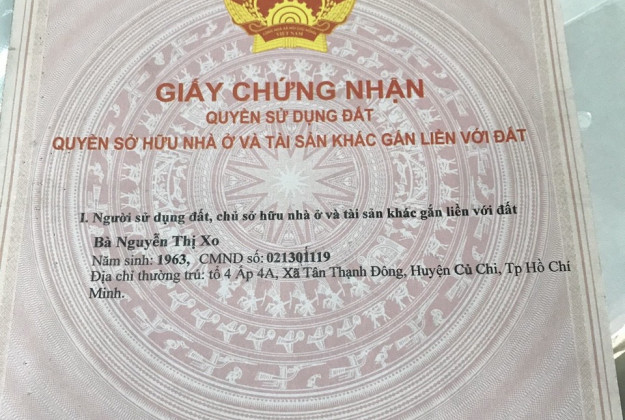 VIỆT NAM
GIẤY CHỨNG NHẬN
QUYỀN SỬ DỤNG ĐẤT
QUYỀN SỞ HỮU NHÀ Ở VÀ TÀI SẢN KHÁC GẮN LIỀN VỚI ĐẤT
I. Người sử dụng đất, chủ sở hữu nhà ở và tài sản khác gắn liền với đất
Bà Nguyễn Thị Xo
Năm sinh: 1963, CMND số: 021301119
Địa chỉ thường trú: tổ 4 Ấp 4A, Xã Tân Thạnh Đông, Huyện Củ Chi, Tp Hồ Chí
Minh.